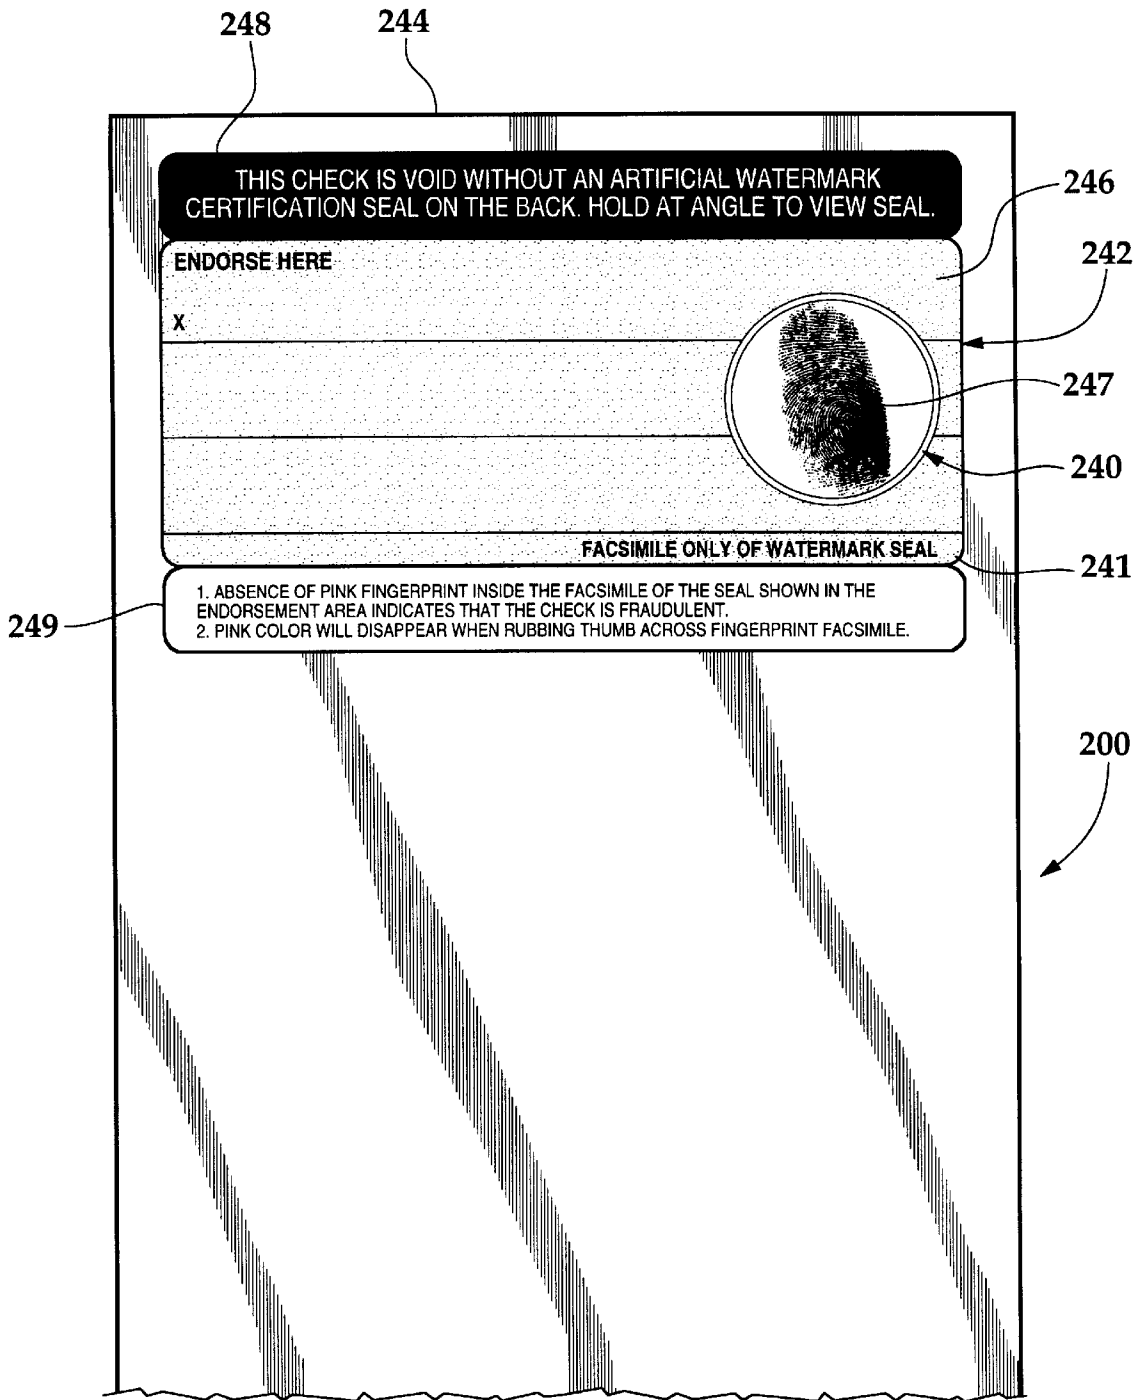 248
244
THIS CHECK IS VOID WITHOUT AN ARTIFICIAL WATERMARK
CERTIFICATION SEAL ON THE BACK. HOLD AT ANGLE TO VIEW SEAL.
246
242
ENDORSE HERE
X
247
240
FACSIMILE ONLY OF WATERMARK SEAL
241
1. ABSENCE OF PINK FINGERPRINT INSIDE THE FACSIMILE OF THE SEAL SHOWN IN THE
ENDORSEMENT AREA INDICATES THAT THE CHECK IS FRAUDULENT.
2. PINK COLOR WILL DISAPPEAR WHEN RUBBING THUMB ACROSS FINGERPRINT FACSIMILE.
249
200